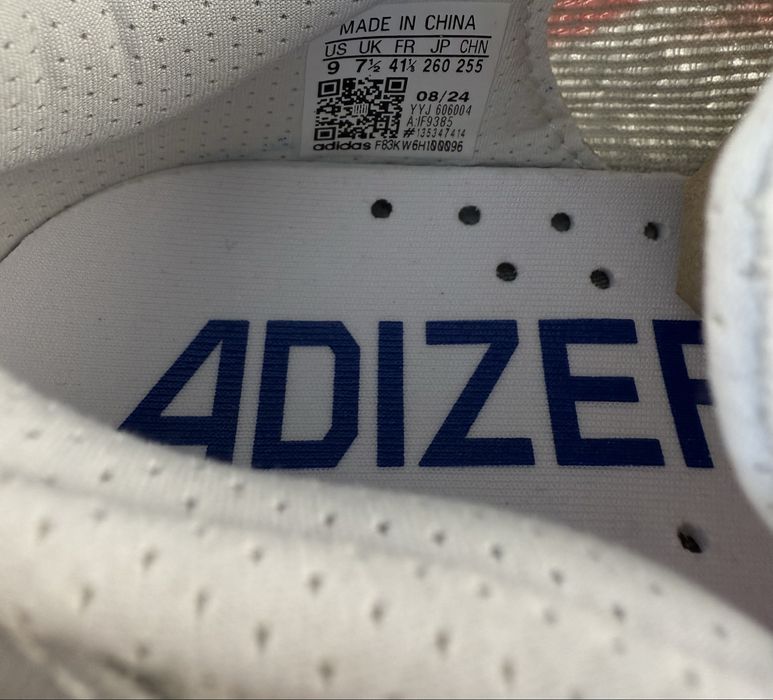 MADE IN CHINA
US UK FR JP CHN
9 7½ 41⅓ 260 255
08/24
YYJ 606004
A:IF9385
#135347414
adidas F83KW6H100096
ADIZER